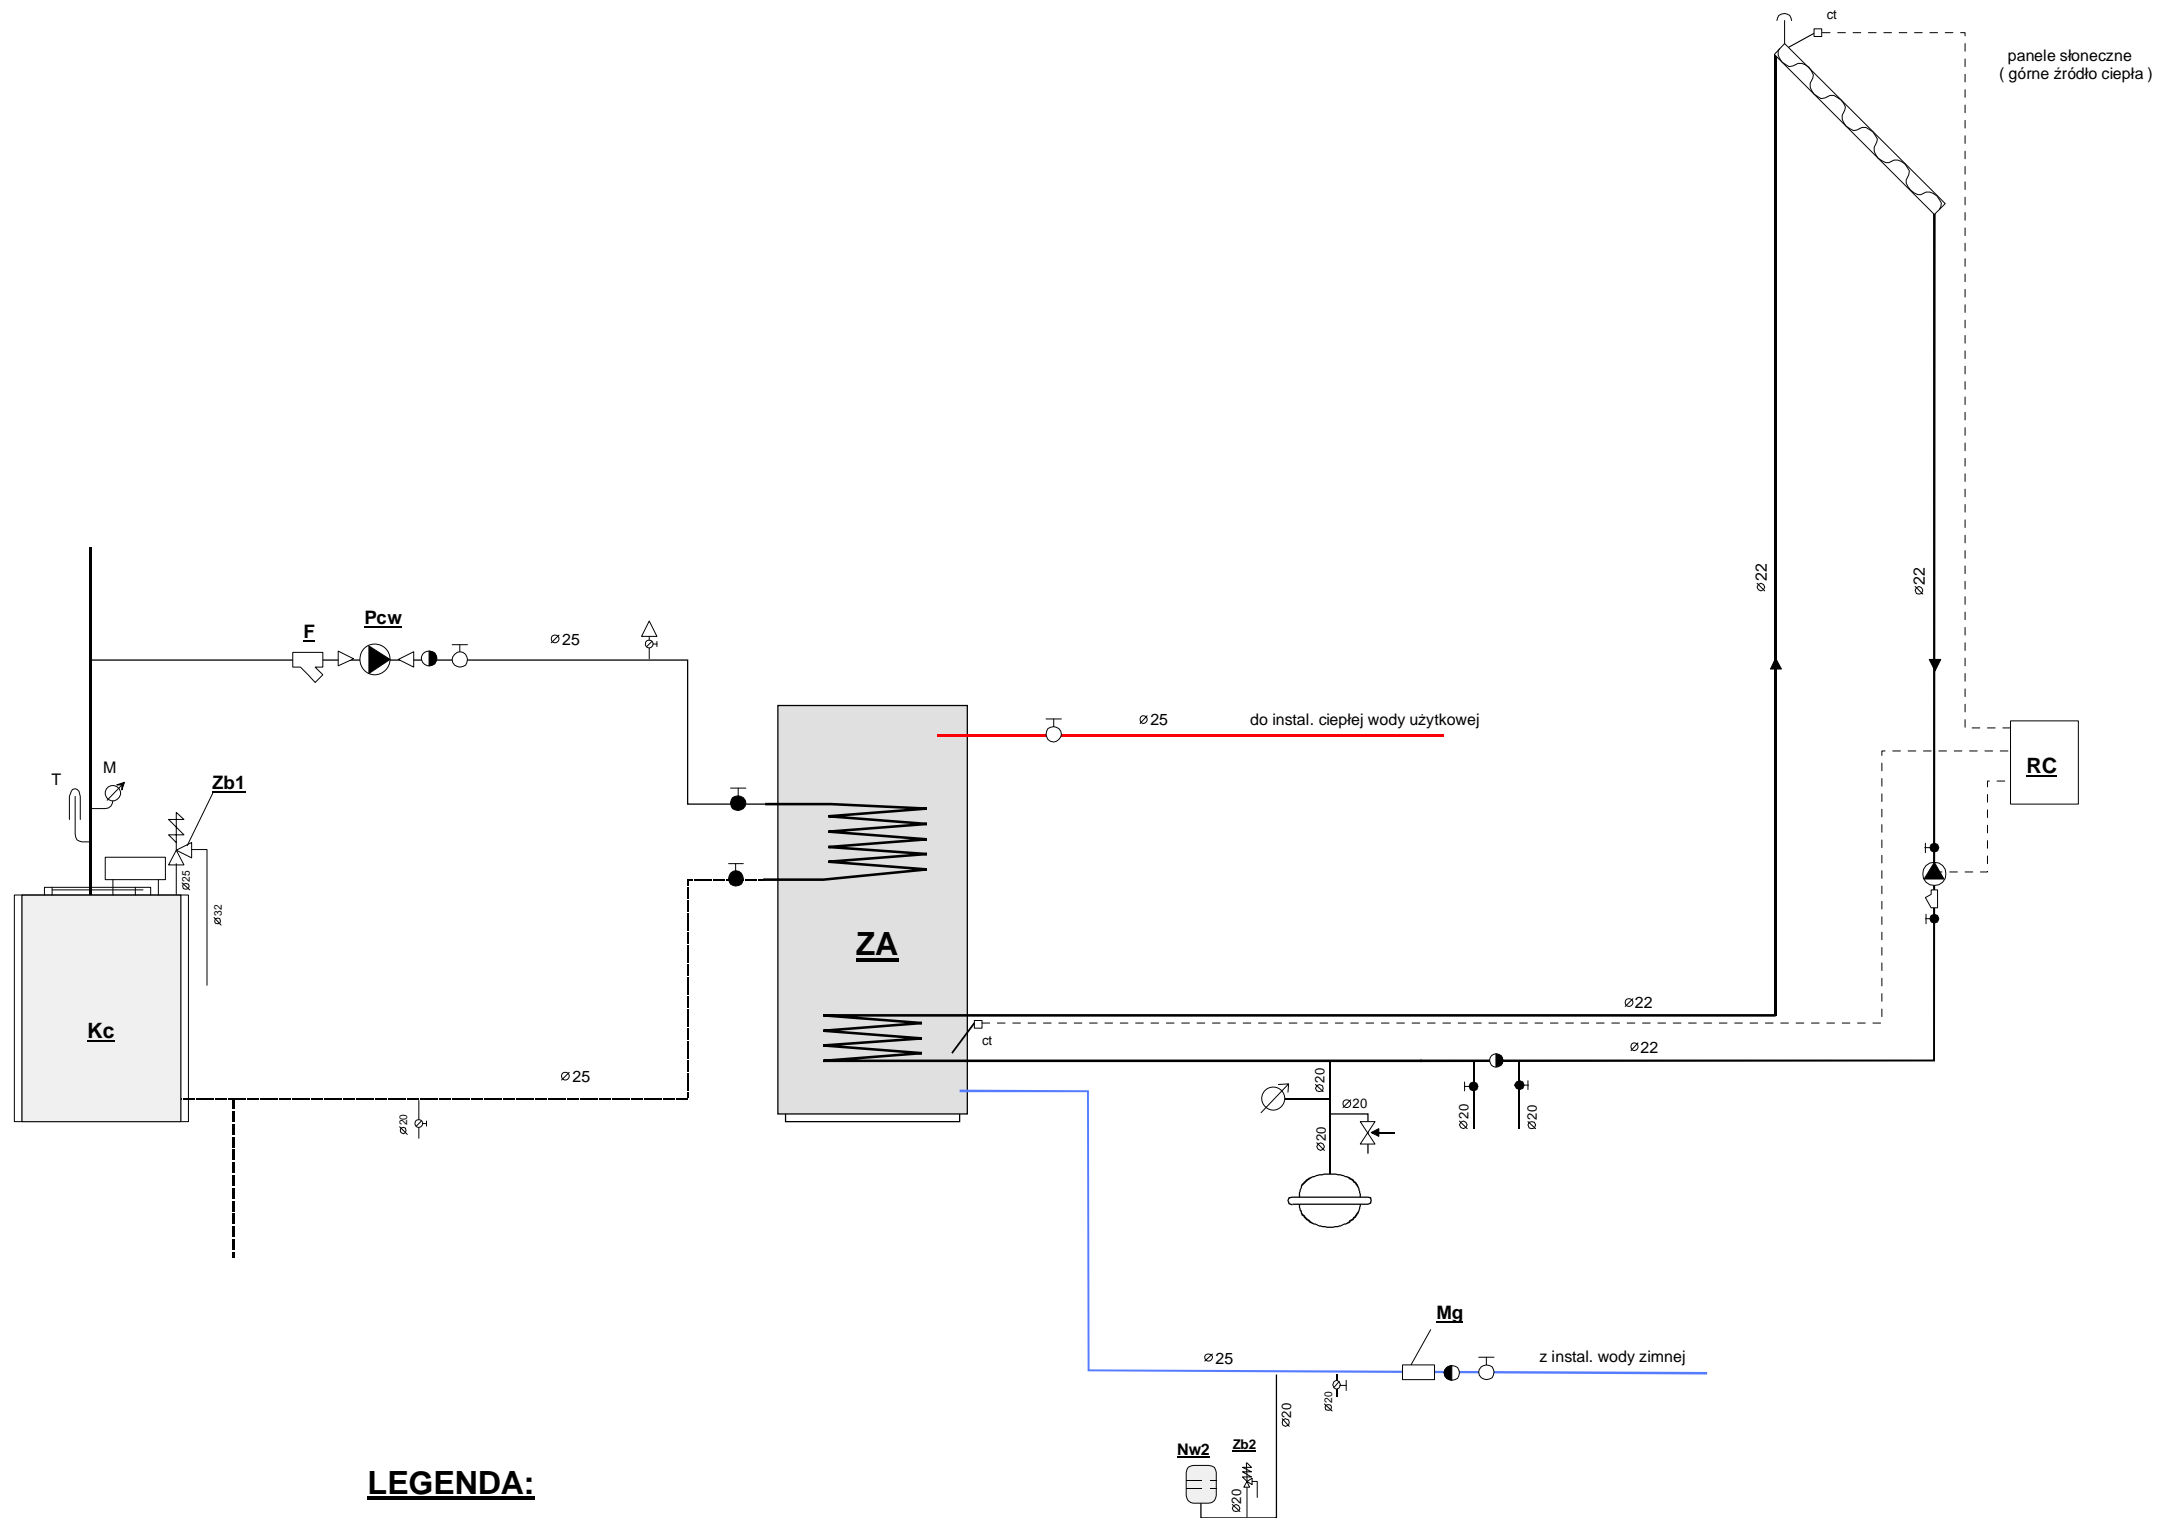 ct
panele słoneczne
( górne źródło ciepła )
ø22
ø22
Pcw
F
ø25
ø25
do instal. ciepłej wody użytkowej
RC
T
M
Zb1
ø25
ø32
ZA
Kc
ø22
ct
ø22
ø25
ø20
ø20
ø20
ø20
ø20
ø20
Mg
ø25
z instal. wody zimnej
ø20
ø20
Nw2
Zb2
ø20
LEGENDA: